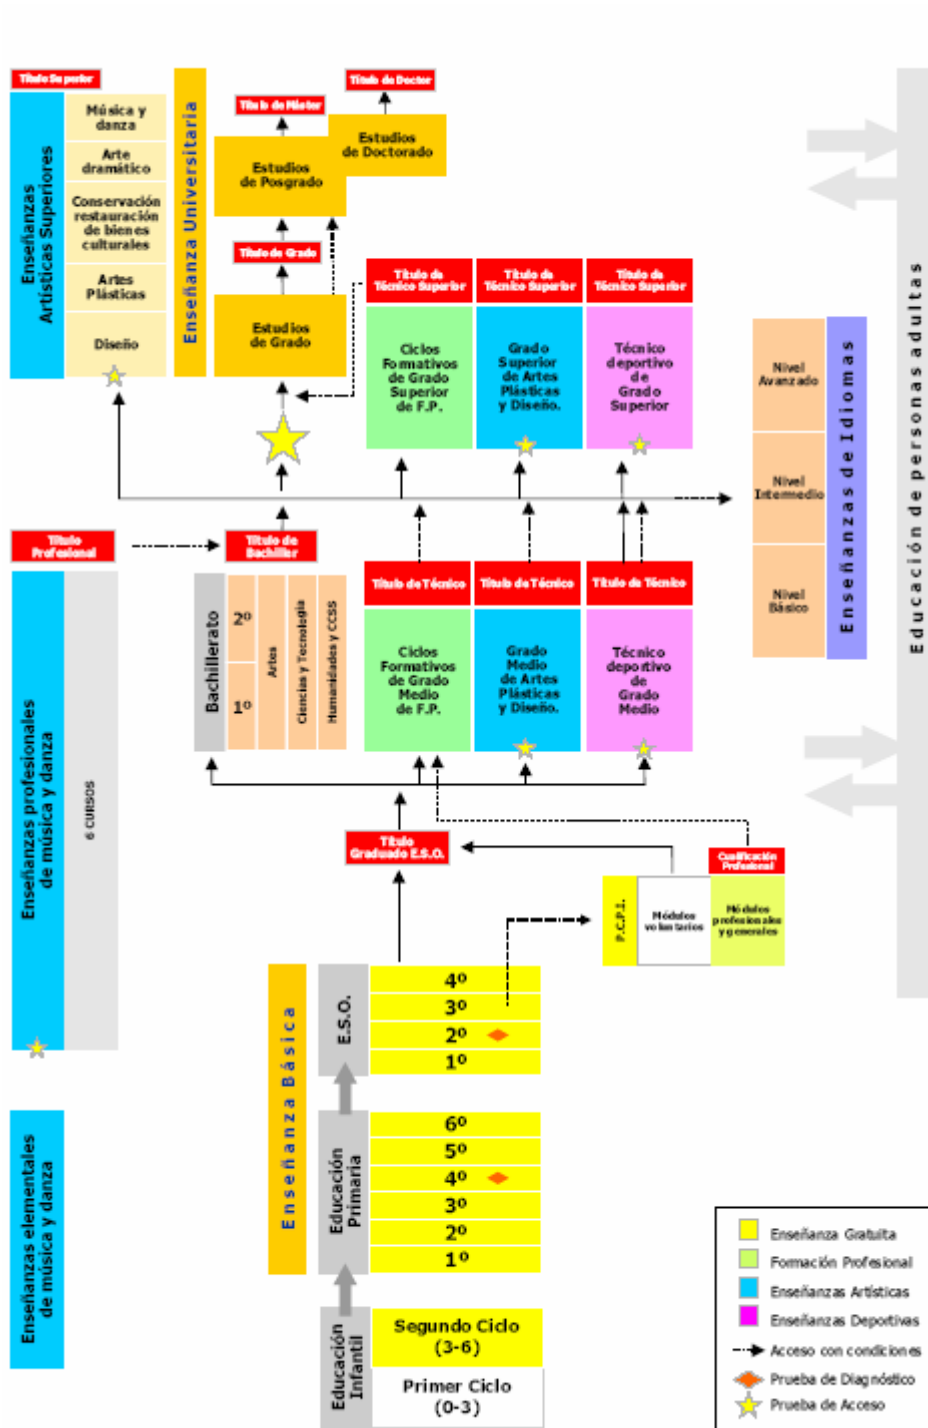 Título Superior
Enseñanzas
Artísticas Superiores
Música y
danza
Arte
dramático
Conservación
restauración
de bienes
culturales
Artes
Plásticas
Diseño
Enseñanza Universitaria
Título de Máster
Título de Doctor
Estudios
de Posgrado
Estudios
de Doctorado
Título de Grado
Estudios
de Grado
Título de
Técnico Superior
Título de
Técnico Superior
Título de
Técnico Superior
Ciclos
Formativos
de Grado
Superior
de F.P.
Grado
Superior
de Artes
Plásticas
y Diseño.
Técnico
deportivo
de
Grado
Superior
Nivel
Avanzado
Nivel
Intermedio
Nivel
Básico
Enseñanzas de Idiomas
Educación de personas adultas
Título
Profesional
Título de
Bachiller
Título de Técnico
Título de Técnico
Título de Técnico
Enseñanzas profesionales
de música y danza
6 CURSOS
Bachillerato
2º
1º
Artes
Ciencias y Tecnología
Humanidades y CCSS
Ciclos
Formativos
de Grado
Medio
de F.P.
Grado
Medio
de Artes
Plásticas
y Diseño.
Técnico
deportivo
de
Grado
Medio
Título
Graduado E.S.O.
Cualificación
Profesional
P.C.P.I.
Módulos
voluntarios
Módulos
profesionales
y generales
Enseñanza Básica
E.S.O.
4º
3º
2º
1º
Educación
Primaria
6º
5º
4º
3º
2º
1º
Enseñanzas elementales
de música y danza
Educación
Infantil
Segundo Ciclo
(3-6)
Primer Ciclo
(0-3)
Enseñanza Gratuita
Formación Profesional
Enseñanzas Artísticas
Enseñanzas Deportivas
Acceso con condiciones
Prueba de Diagnóstico
Prueba de Acceso